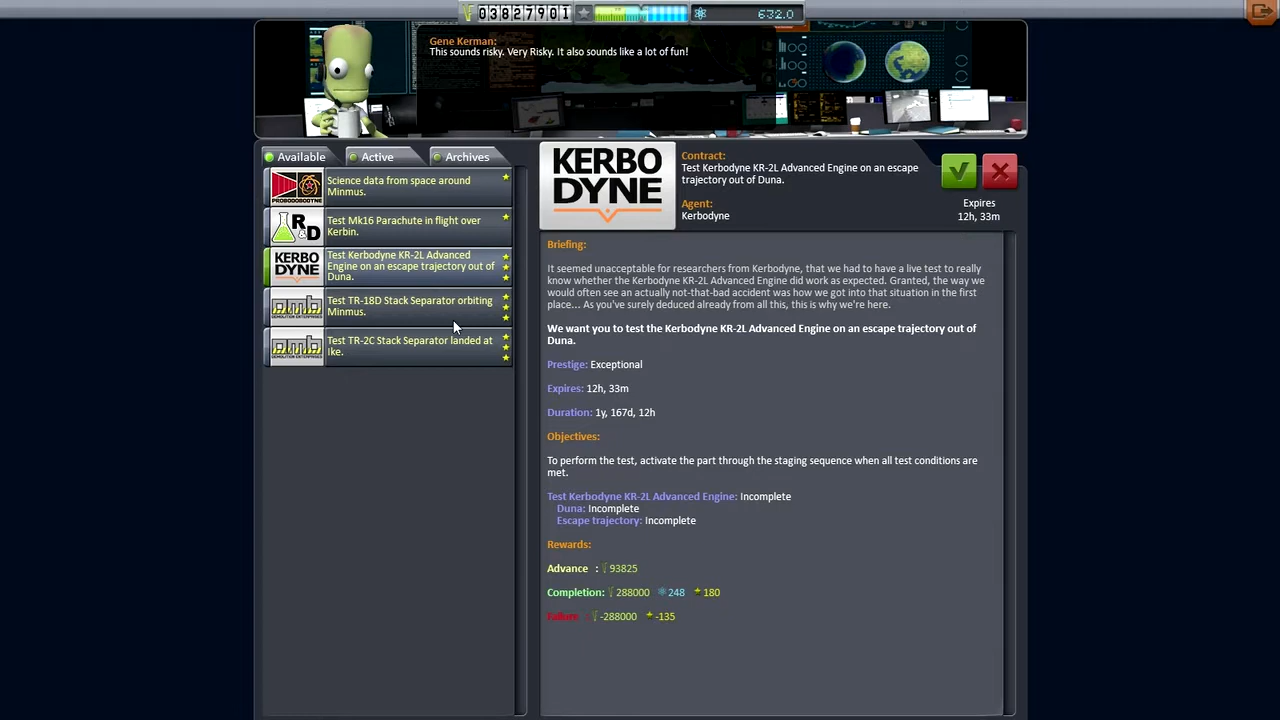 03827901
632.0
Gene Kerman:
This sounds risky. Very Risky. It also sounds like a lot of fun!
Available
Active
Archives
Science data from space around
Minmus.
R&D
Test Mk16 Parachute in flight over
Kerbin.
KERBO
DYNE
Test Kerbodyne KR-2L Advanced
Engine on an escape trajectory out of
Duna.
Test TR-18D Stack Separator orbiting
Minmus.
Test TR-2C Stack Separator landed at
Ike.
KERBO
DYNE
Contract:
Test Kerbodyne KR-2L Advanced Engine on an escape
trajectory out of Duna.
Agent:
Kerbodyne
Expires
12h, 33m
Briefing:
It seemed unacceptable for researchers from Kerbodyne, that we had to have a live test to really
know whether the Kerbodyne KR-2L Advanced Engine did work as expected. Granted, the way we
would often see an actually not-that-bad accident was how we got into that situation in the first
place... As you've surely deduced already from all this, this is why we're here.
We want you to test the Kerbodyne KR-2L Advanced Engine on an escape trajectory out of
Duna.
Prestige: Exceptional
Expires: 12h, 33m
Duration: 1y, 167d, 12h
Objectives:
To perform the test, activate the part through the staging sequence when all test conditions are
met.
Test Kerbodyne KR-2L Advanced Engine: Incomplete
Duna: Incomplete
Escape trajectory: Incomplete
Rewards:
Advance : 93825
Completion: 288000 248 180
Failure : -288000 -135